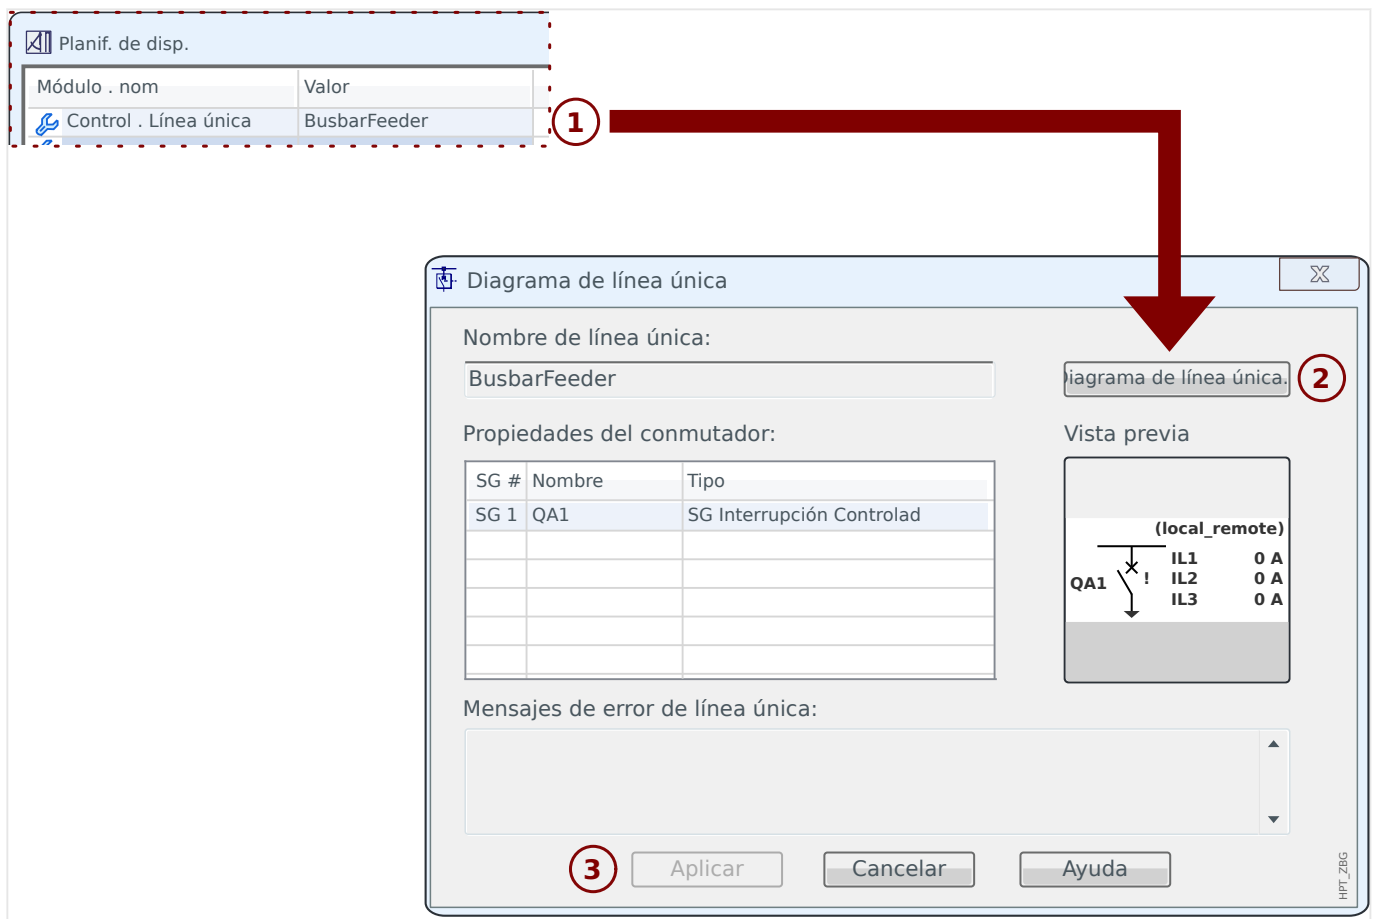 Planif. de disp.
Módulo . nom Valor
Control . Línea única BusbarFeeder
1
Diagrama de línea única
X
Nombre de línea única:
BusbarFeeder
iagrama de línea única.
2
Propiedades del conmutador:
Vista previa
SG # Nombre Tipo
SG 1 QA1 SG Interrupción Controlad
(local_remote)
IL1 0 A
QA1 ! IL2 0 A
IL3 0 A
Mensajes de error de línea única:
3
Aplicar Cancelar Ayuda
HPT_ZBG